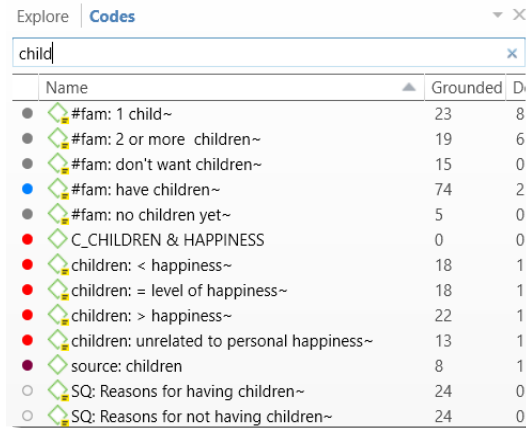 Explore Codes
child
Name Grounded D
#fam: 1 child~ 23 8
#fam: 2 or more  children~ 19 6
#fam: don't want children~ 15 0
#fam: have children~ 74 2
#fam: no children yet~ 5 0
C_CHILDREN & HAPPINESS 0 0
children: < happiness~ 18 1
children: = level of happiness~ 18 1
children: > happiness~ 22 1
children: unrelated to personal happiness~ 13 1
source: children 8 1
SQ: Reasons for having children~ 24 0
SQ: Reasons for not having children~ 24 0